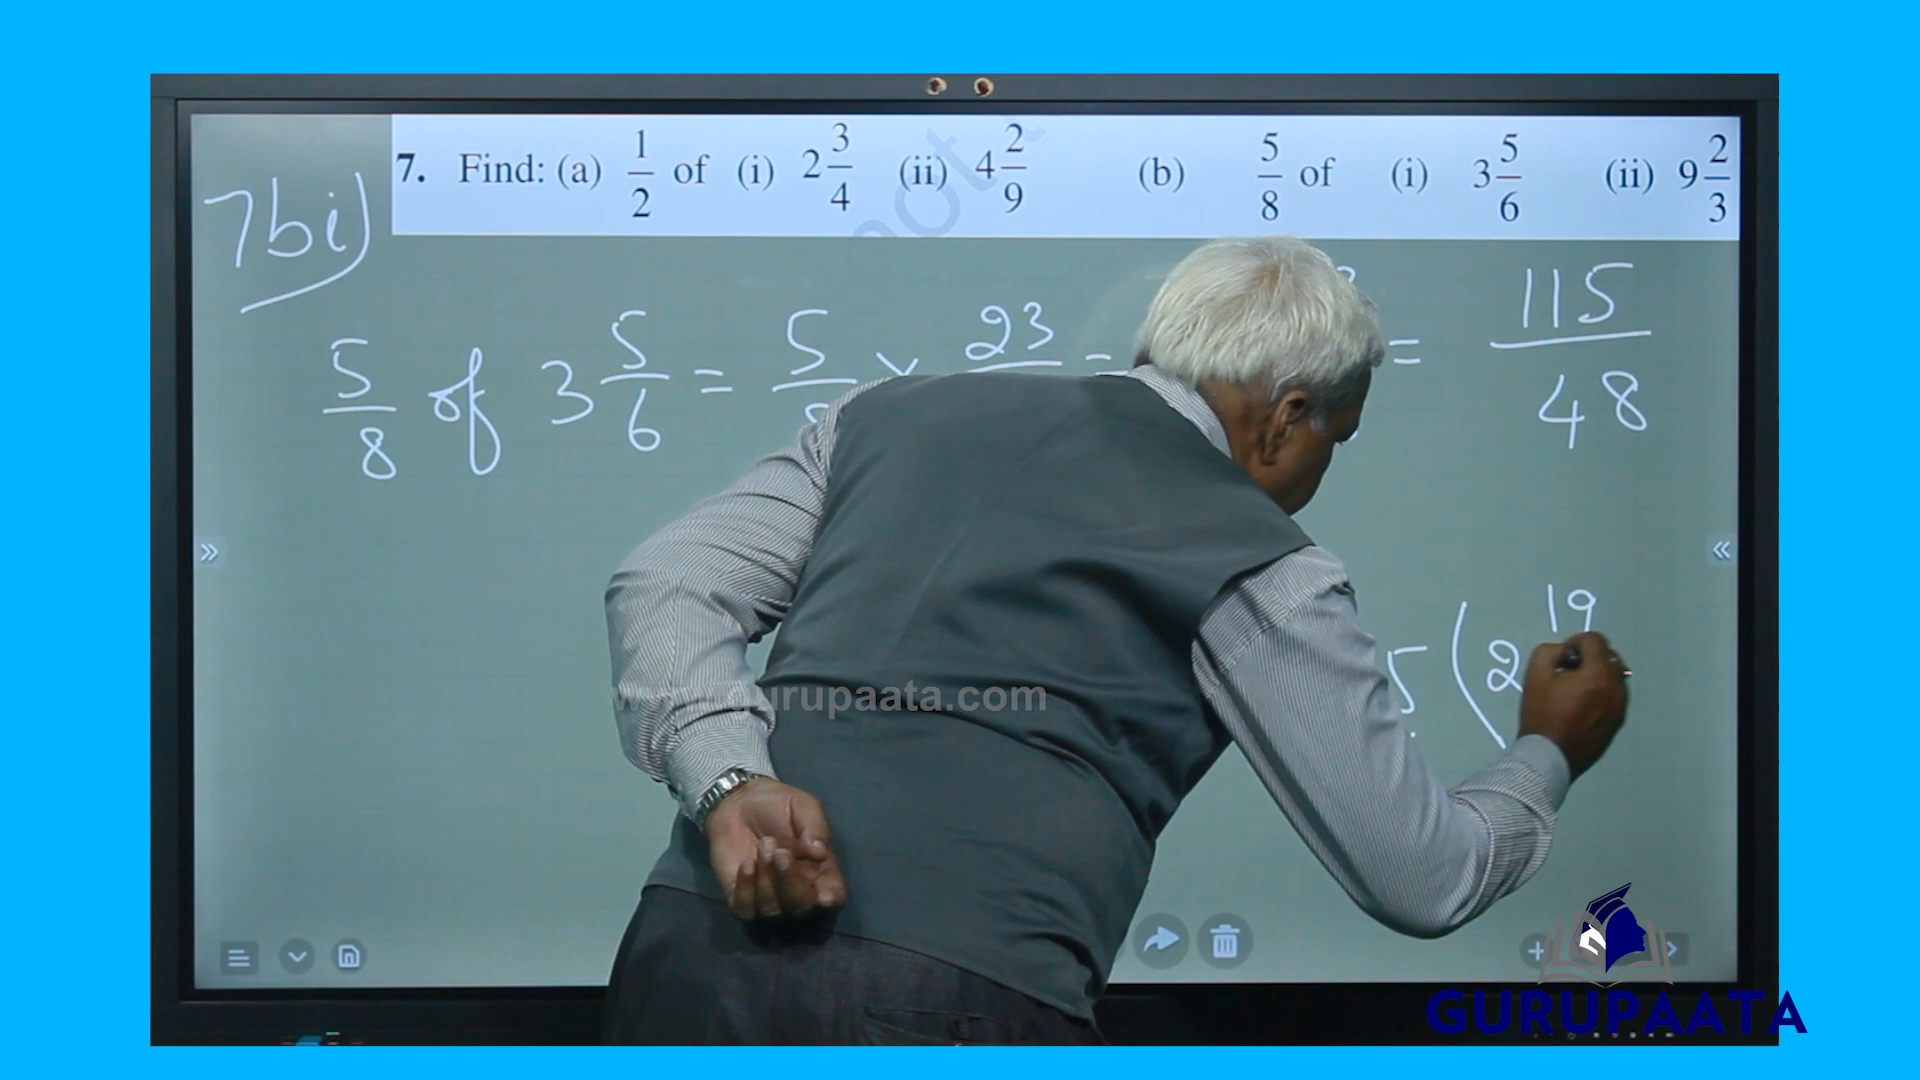 7. Find: (a) 1/2 of (i) 2 3/4 (ii) 4 2/9 (b) 5/8 of (i) 3 5/6 (ii) 9 2/3
7bi)
5/8 of 3 5/6 = 5/ × 23/ = = 115/48
5 ( 2 19
www.gurupaata.com
GURUPAATA